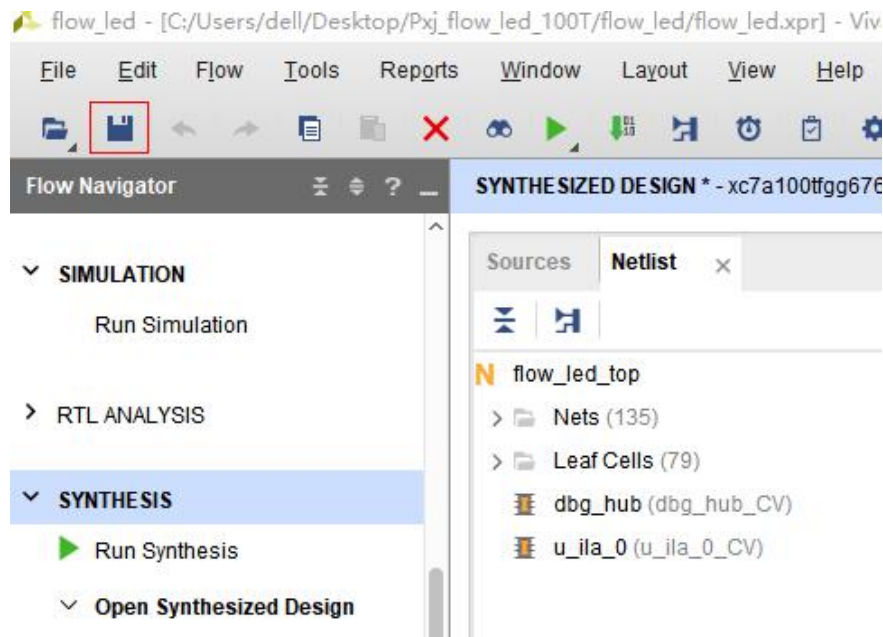 flow_led - [C:/Users/dell/Desktop/Pxj_flow_led_100T/flow_led/flow_led.xpr] - Viv
File Edit Flow Tools Reports Window Layout View Help
Flow Navigator ? _
SYNTHESIZED DESIGN * - xc7a100tfgg676
SIMULATION
Run Simulation
RTL ANALYSIS
SYNTHESIS
Run Synthesis
Open Synthesized Design
Sources Netlist ×
N flow_led_top
Nets (135)
Leaf Cells (79)
dbg_hub (dbg_hub_CV)
u_ila_0 (u_ila_0_CV)